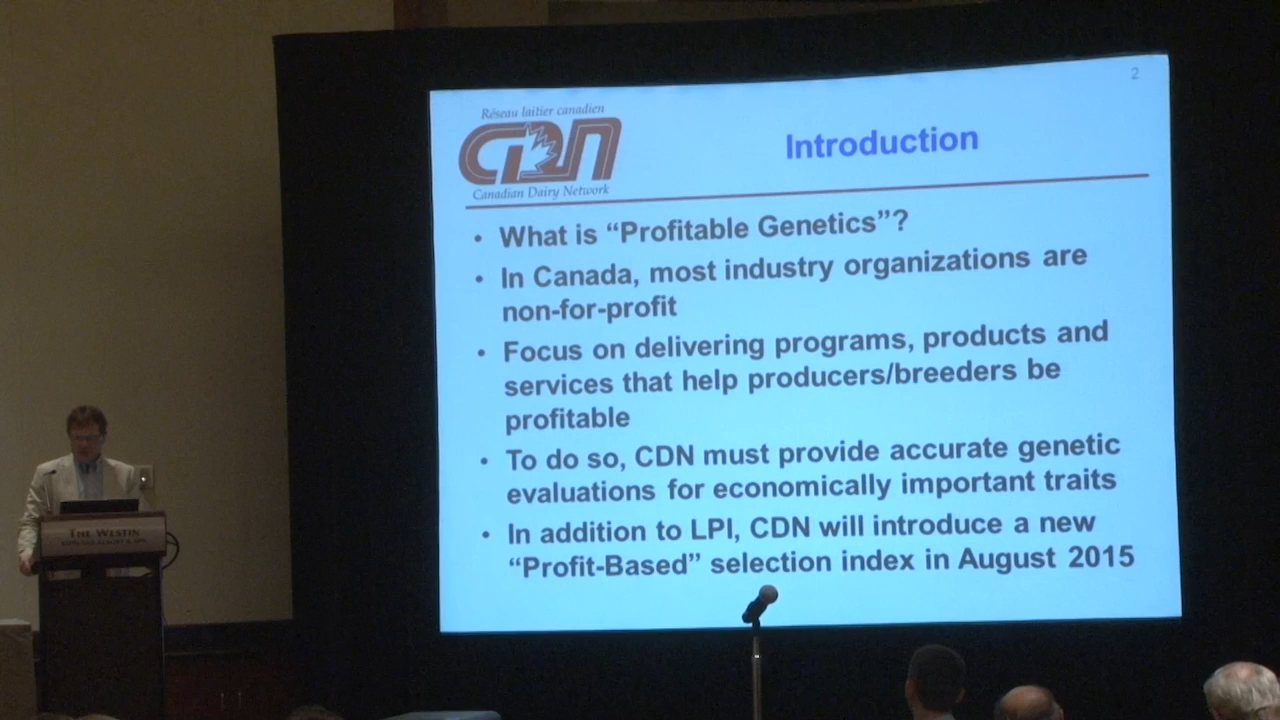 2
Réseau laitier canadien
CDN
Canadian Dairy Network
Introduction
• What is “Profitable Genetics”?
• In Canada, most industry organizations are
non-for-profit
• Focus on delivering programs, products and
services that help producers/breeders be
profitable
• To do so, CDN must provide accurate genetic
evaluations for economically important traits
• In addition to LPI, CDN will introduce a new
“Profit-Based” selection index in August 2015
THE WESTIN